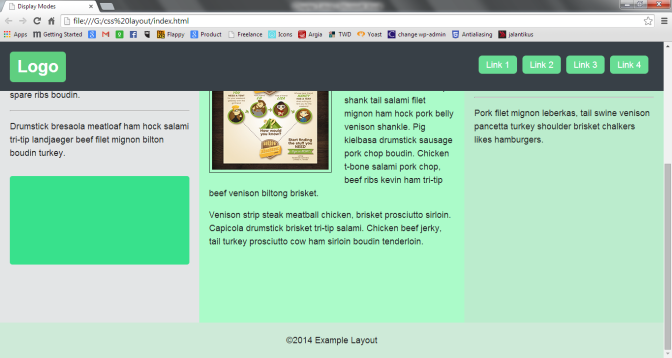 Display Modes
file:///G:/css%20layout/index.html
Apps
Getting Started
Flappy
Product
Freelance
Icons
Argia
TWD
Yoast
change wp-admin
Antialiasing
jalantikus
Logo
Link 1
Link 2
Link 3
Link 4
spare ribs boudin.
Drumstick bresaola meatloaf ham hock salami
tri-tip landjaeger beef filet mignon bilton
boudin turkey.
How would
you know?
Start finding
the stuff you
NEED
shank tail salami filet
mignon ham hock pork belly
venison shankle. Pig
kielbasa drumstick sausage
pork chop boudin. Chicken
t-bone salami pork chop,
beef ribs kevin ham tri-tip
beef venison biltong brisket.
Venison strip steak meatball chicken, brisket prosciutto sirloin.
Capicola drumstick brisket tri-tip salami. Chicken beef jerky,
tail turkey prosciutto cow ham sirloin boudin tenderloin.
Pork filet mignon leberkas, tail swine venison
pancetta turkey shoulder brisket chalkers
likes hamburgers.
©2014 Example Layout